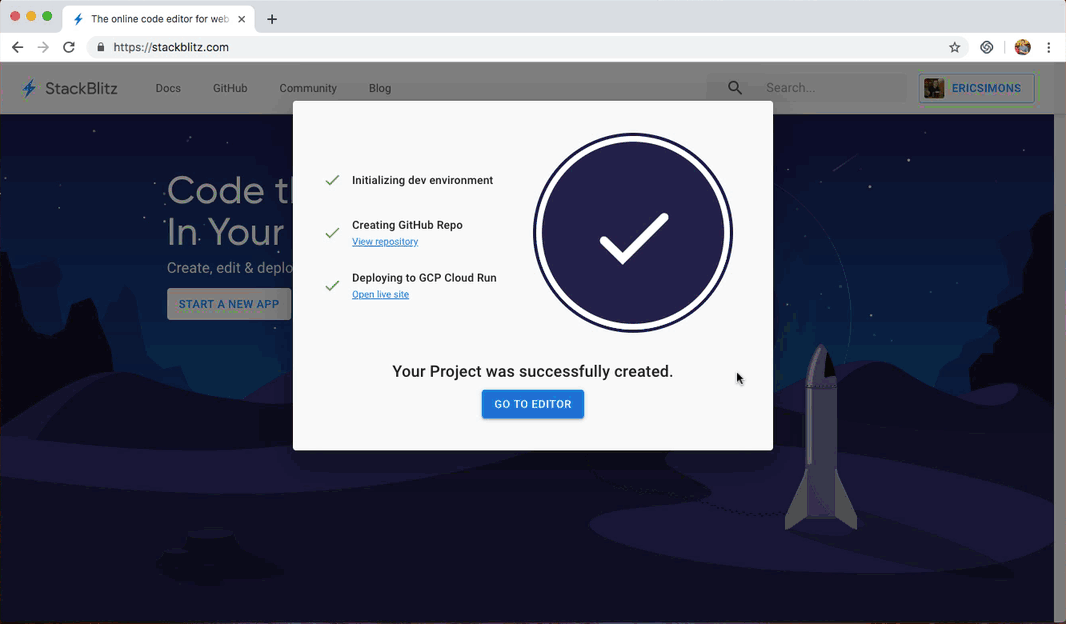 The online code editor for web
https://stackblitz.com
StackBlitz
Docs
GitHub
Community
Blog
Search...
ERICSIMONS
Code t
In Your
Create, edit & deplo
START A NEW APP
Initializing dev environment
Creating GitHub Repo
View repository
Deploying to GCP Cloud Run
Open live site
Your Project was successfully created.
GO TO EDITOR